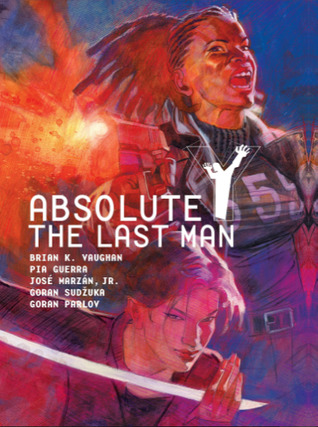 ABSOLUTE Y
THE LAST MAN
BRIAN K. VAUGHAN
PIA GUERRA
JOSÉ MARZÁN, JR.
GORAN SUDŽUKA
GORAN PARLOV